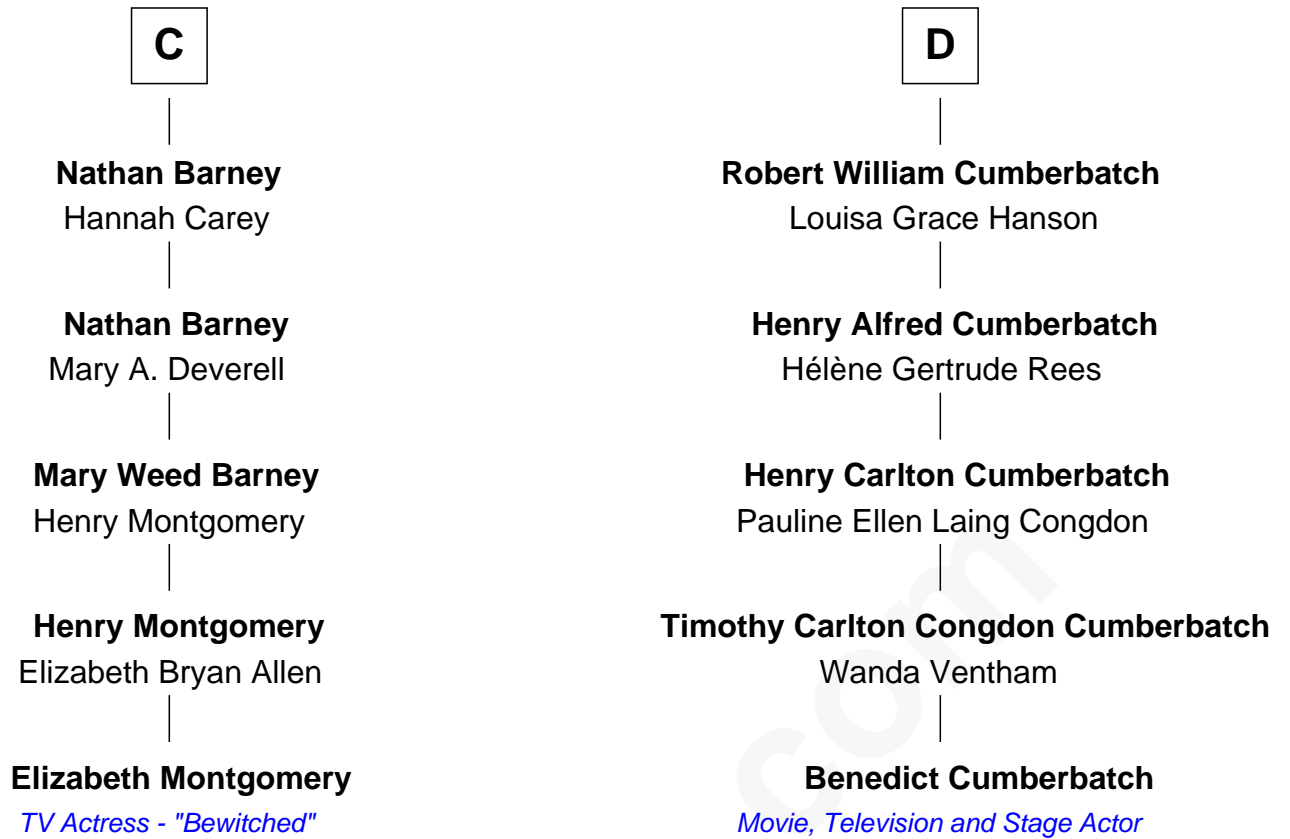 C
Nathan Barney
Hannah Carey
Nathan Barney
Mary A. Deverell
Mary Weed Barney
Henry Montgomery
Henry Montgomery
Elizabeth Bryan Allen
Elizabeth Montgomery
TV Actress - "Bewitched"
D
Robert William Cumberbatch
Louisa Grace Hanson
Henry Alfred Cumberbatch
Hélène Gertrude Rees
Henry Carlton Cumberbatch
Pauline Ellen Laing Congdon
Timothy Carlton Congdon Cumberbatch
Wanda Ventham
Benedict Cumberbatch
Movie, Television and Stage Actor
com